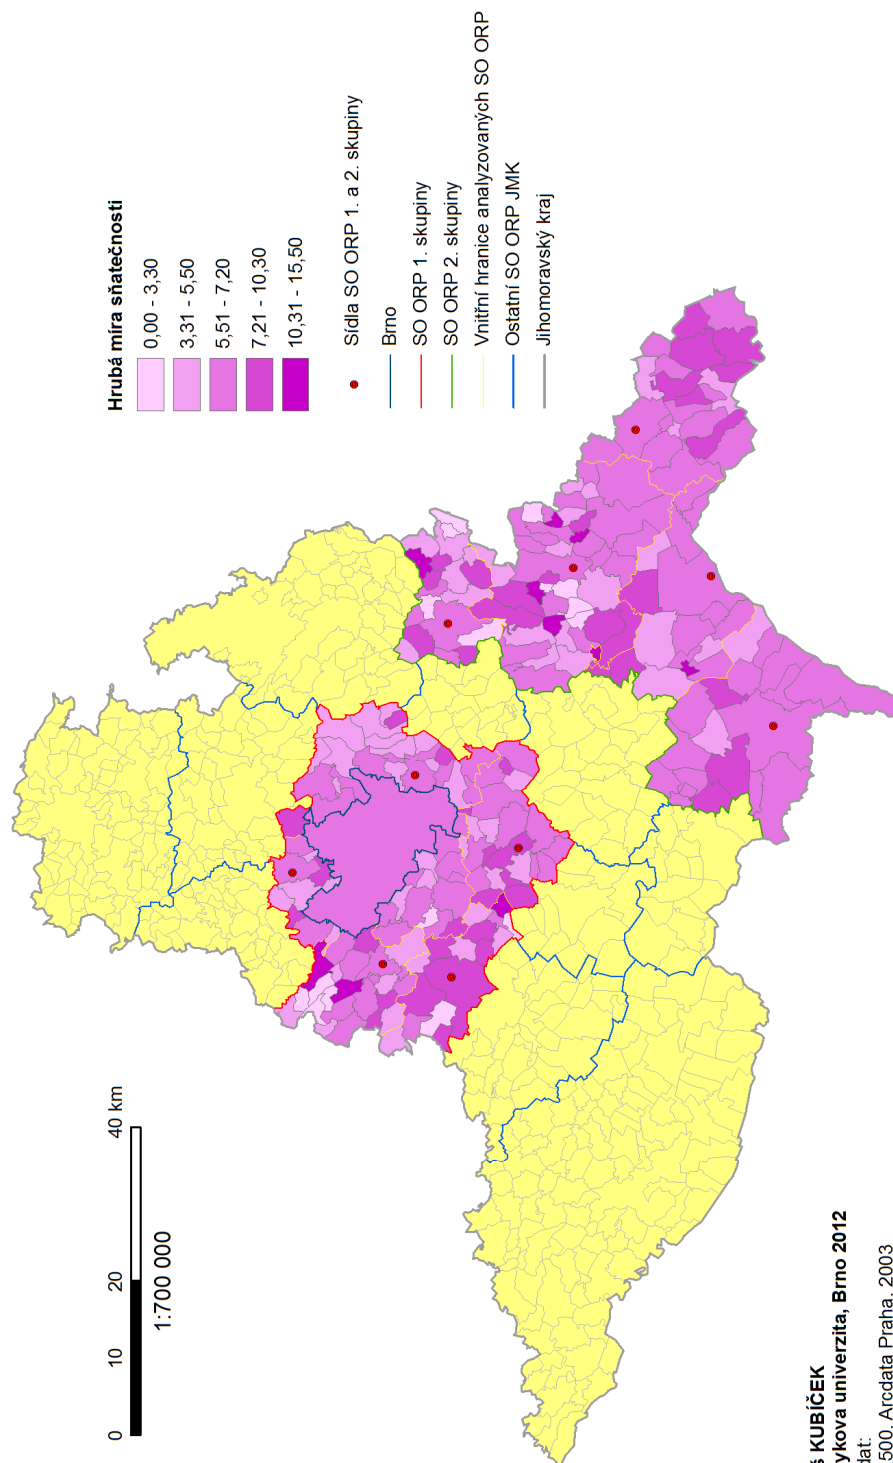 Hrubá míra sňatečnosti
0,00 - 3,30
3,31 - 5,50
5,51 - 7,20
7,21 - 10,30
10,31 - 15,50
Sídla SO ORP 1. a 2. skupiny
Brno
SO ORP 1. skupiny
SO ORP 2. skupiny
Vnitřní hranice analyzovaných SO ORP
Ostatní SO ORP JMK
Jihomoravský kraj
0 10 20 40 km
1:700 000
š KUBÍČEK
ykova univerzita, Brno 2012
dat:
500, Arcdata Praha, 2003